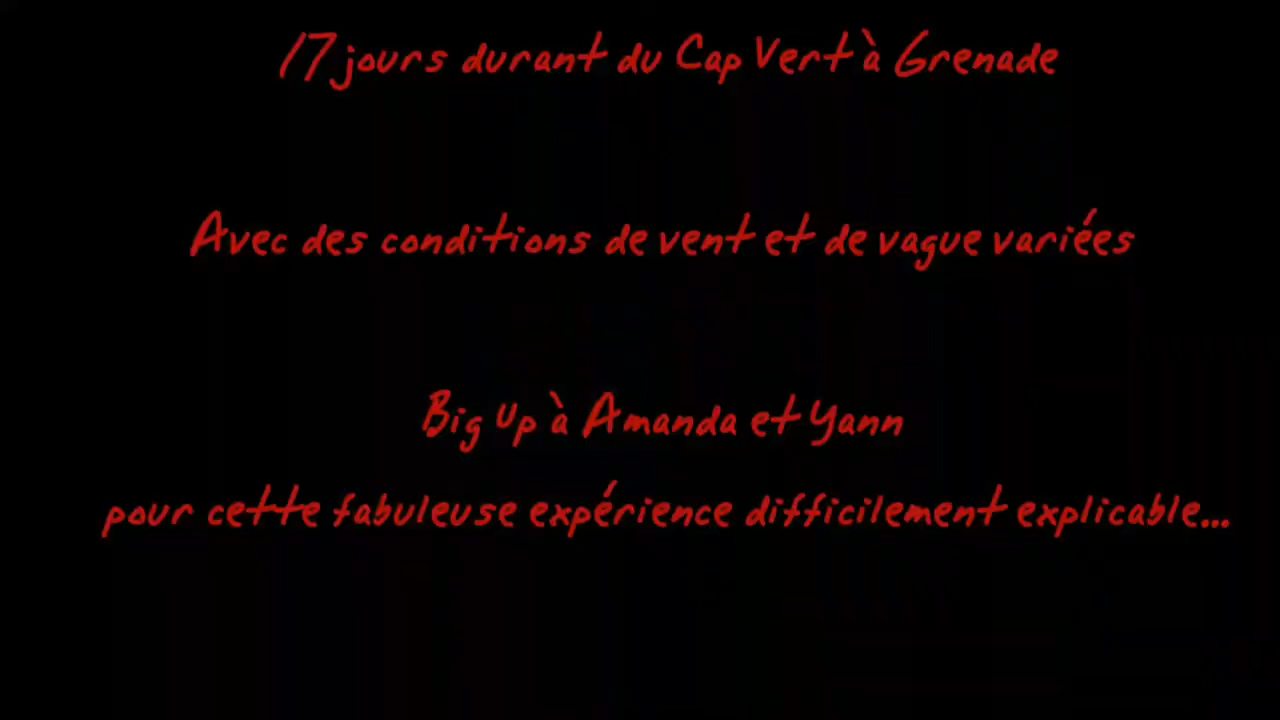 17 jours durant du Cap Vert à Grenade
Avec des conditions de vent et de vague variées
Big Up à Amanda et Yann
pour cette fabuleuse expérience difficilement explicable...